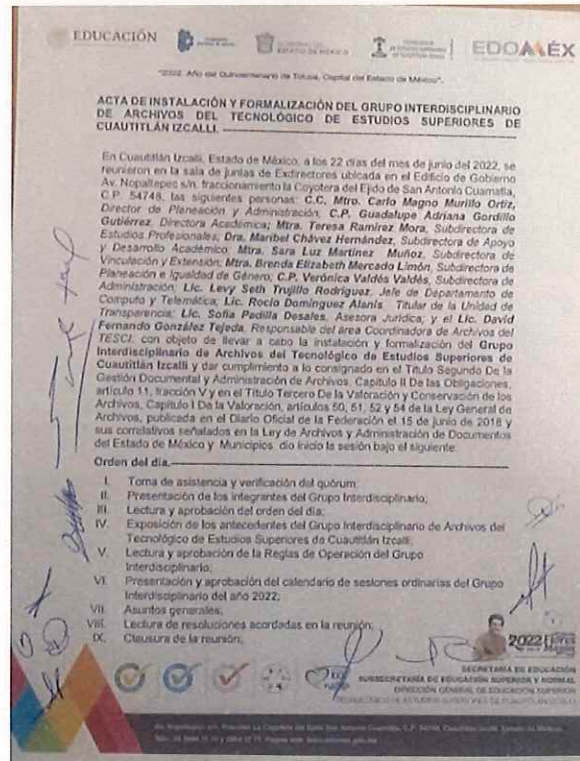 EDUCACIÓN
EDOMÉX
"2022. Año del Quincentenario de Toluca, Capital del Estado de México".
ACTA DE INSTALACIÓN Y FORMALIZACIÓN DEL GRUPO INTERDISCIPLINARIO
DE ARCHIVOS DEL TECNOLÓGICO DE ESTUDIOS SUPERIORES DE
CUAUTITLÁN IZCALLI.
En Cuautitlán Izcalli, Estado de México, a los 22 días del mes de junio del 2022, se
reunieron en la sala de juntas de Exdirectores ubicada en el Edificio de Gobierno
Av. Nopaltepec s/n, fraccionamiento la Coyotera del Ejido de San Antonio Cuamatla,
C.P. 54748, las siguientes personas: C.C. Mtro. Carlo Magno Murillo Ortiz,
Director de Planeación y Administración; C.P. Guadalupe Adriana Gordillo
Gutiérrez, Directora Académica; Mtra. Teresa Ramírez Mora, Subdirectora de
Estudios Profesionales; Dra. Maribel Chávez Hernández, Subdirectora de Apoyo
y Desarrollo Académico; Mtra. Sara Luz Martínez Muñoz, Subdirectora de
Vinculación y Extensión; Mtra. Brenda Elizabeth Mercado Limón, Subdirectora de
Planeación e Igualdad de Género; C.P. Verónica Valdés Valdés, Subdirectora de
Administración; Lic. Levy Seth Trujillo Rodríguez, Jefe de Departamento de
Computo y Telemática; Lic. Rocío Domínguez Alanís, Titular de la Unidad de
Transparencia; Lic. Sofía Padilla Desales, Asesora Jurídica; y el Lic. David
Fernando González Tejeda, Responsable del área Coordinadora de Archivos del
TESCI, con objeto de llevar a cabo la instalación y formalización del Grupo
Interdisciplinario de Archivos del Tecnológico de Estudios Superiores de
Cuautitlán Izcalli y dar cumplimiento a lo consignado en el Título Segundo De la
Gestión Documental y Administración de Archivos, Capítulo II De las Obligaciones,
artículo 11, fracción V y en el Título Tercero De la Valoración y Conservación de los
Archivos, Capítulo I De la Valoración, artículos 50, 51, 52 y 54 de la Ley General de
Archivos, publicada en el Diario Oficial de la Federación el 15 de junio de 2018 y
sus correlativos señalados en la Ley de Archivos y Administración de Documentos
del Estado de México y Municipios, dio inicio la sesión bajo el siguiente:
Orden del día.
I. Toma de asistencia y verificación del quórum;
II. Presentación de los integrantes del Grupo Interdisciplinario;
III. Lectura y aprobación del orden del día;
IV. Exposición de los antecedentes del Grupo Interdisciplinario de Archivos del
Tecnológico de Estudios Superiores de Cuautitlán Izcalli;
V. Lectura y aprobación de la Reglas de Operación del Grupo
Interdisciplinario;
VI. Presentación y aprobación del calendario de sesiones ordinarias del Grupo
Interdisciplinario del año 2022;
VII. Asuntos generales;
VIII. Lectura de resoluciones acordadas en la reunión;
IX. Clausura de la reunión;
2022 Flores
SECRETARÍA DE EDUCACIÓN
SUBSECRETARÍA DE EDUCACIÓN SUPERIOR Y NORMAL
DIRECCIÓN GENERAL DE EDUCACIÓN SUPERIOR
TECNOLÓGICO DE ESTUDIOS SUPERIORES DE CUAUTITLÁN IZCALLI